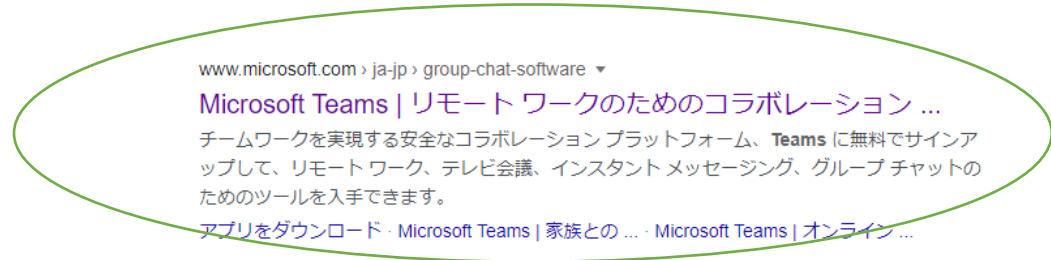 www.microsoft.com › ja-jp › group-chat-software ▼
Microsoft Teams | リモート ワークのためのコラボレーション ...
チームワークを実現する安全なコラボレーション プラットフォーム、Teams に無料でサインア
ップして、リモート ワーク、テレビ会議、インスタント メッセージング、グループ チャットの
ためのツールを入手できます。
アプリをダウンロード · Microsoft Teams | 家族との ... · Microsoft Teams | オンライン ...